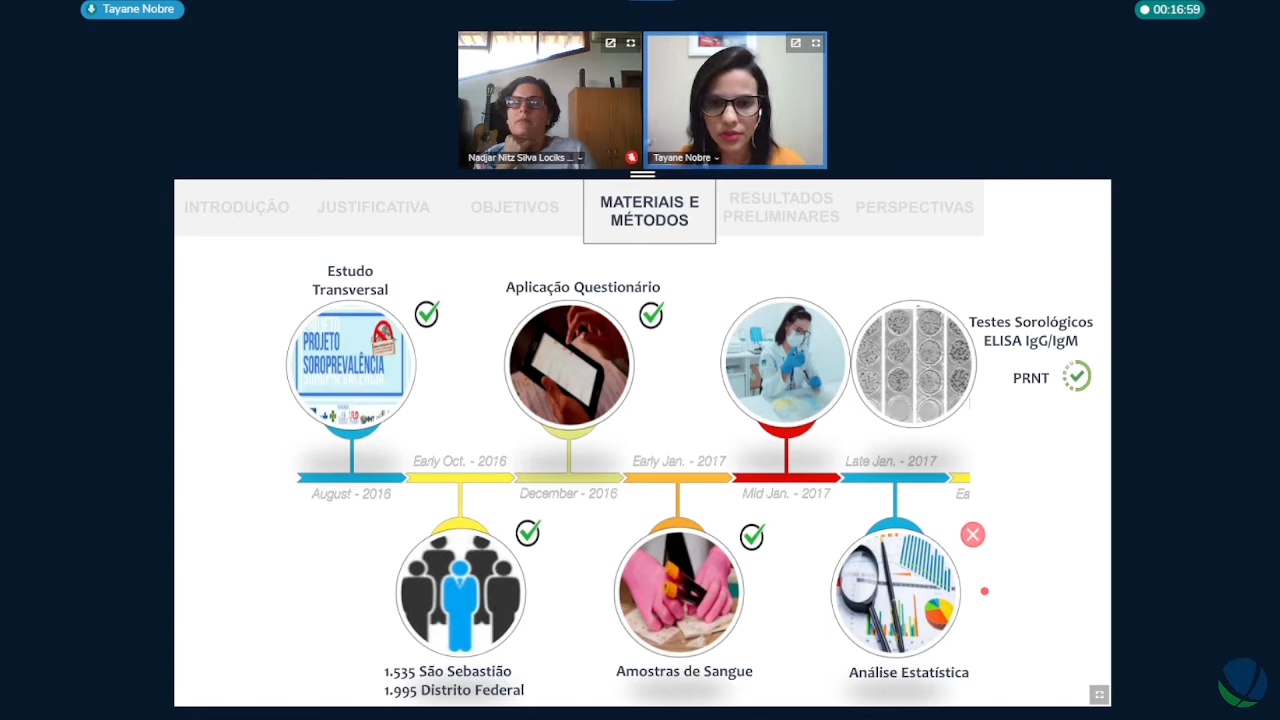 Tayane Nobre
00:16:59
Nadjar Nitz Silva Lociks ...
Tayane Nobre
INTRODUÇÃO
JUSTIFICATIVA
OBJETIVOS
MATERIAIS E
MÉTODOS
RESULTADOS
PRELIMINARES
PERSPECTIVAS
Estudo
Transversal
Aplicação Questionário
PROJETO
SOROPREVALÊNCIA
Testes Sorológicos
ELISA IgG/IgM
PRNT
Early Oct. - 2016
Early Jan. - 2017
Late Jan. - 2017
August - 2016
December - 2016
Mid Jan. - 2017
Ea
1.535 São Sebastião
1.995 Distrito Federal
Amostras de Sangue
Análise Estatística